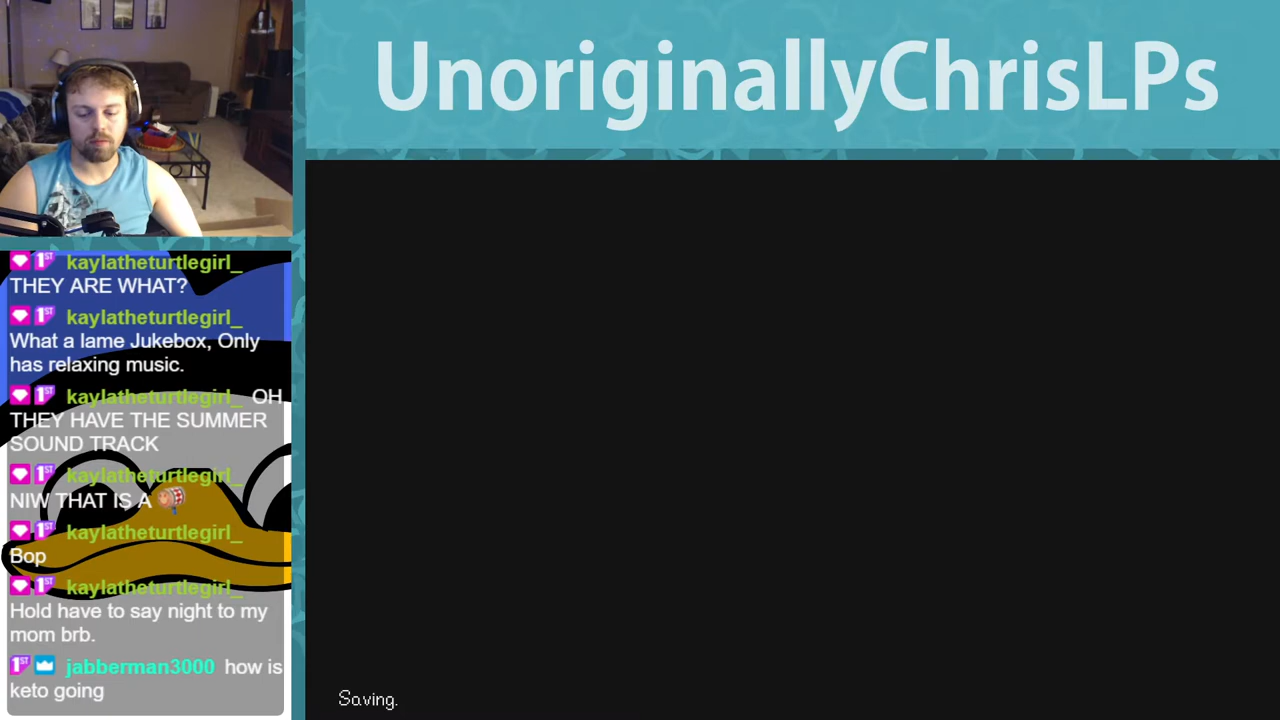 UnoriginallyChrisLPs
kaylatheturtlegirl_
THEY ARE WHAT?
kaylatheturtlegirl_
What a lame Jukebox, Only
has relaxing music.
kaylatheturtlegirl_ OH
THEY HAVE THE SUMMER
SOUND TRACK
kaylatheturtlegirl_
NIW THAT IS A
kaylatheturtlegirl_
Bop
kaylatheturtlegirl_
Hold have to say night to my
mom brb.
jabberman3000 how is
keto going
Saving.